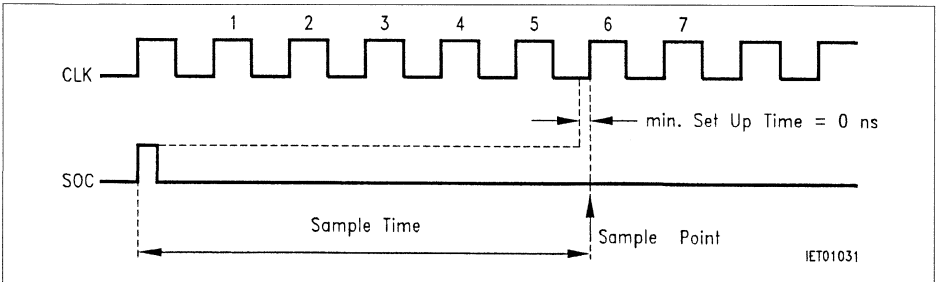 1 2 3 4 5 6 7
CLK
min. Set Up Time = 0 ns
SOC
Sample Time
Sample Point
IET01031